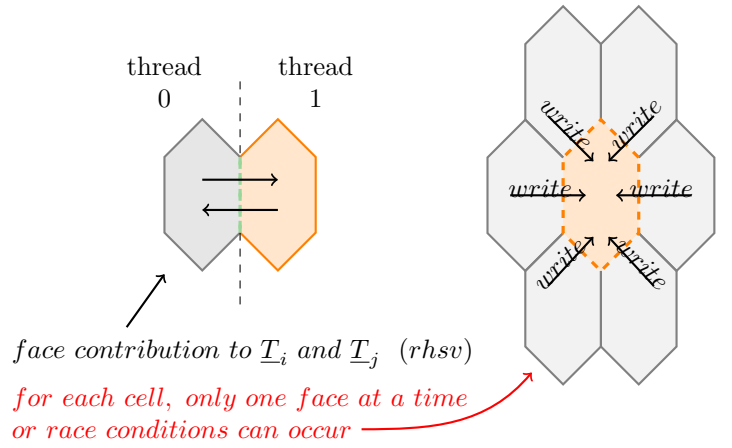 thread
0
thread
1
write
write
write
write
write
write
face contribution to T_i and T_j (rhsv)
for each cell, only one face at a time
or race conditions can occur